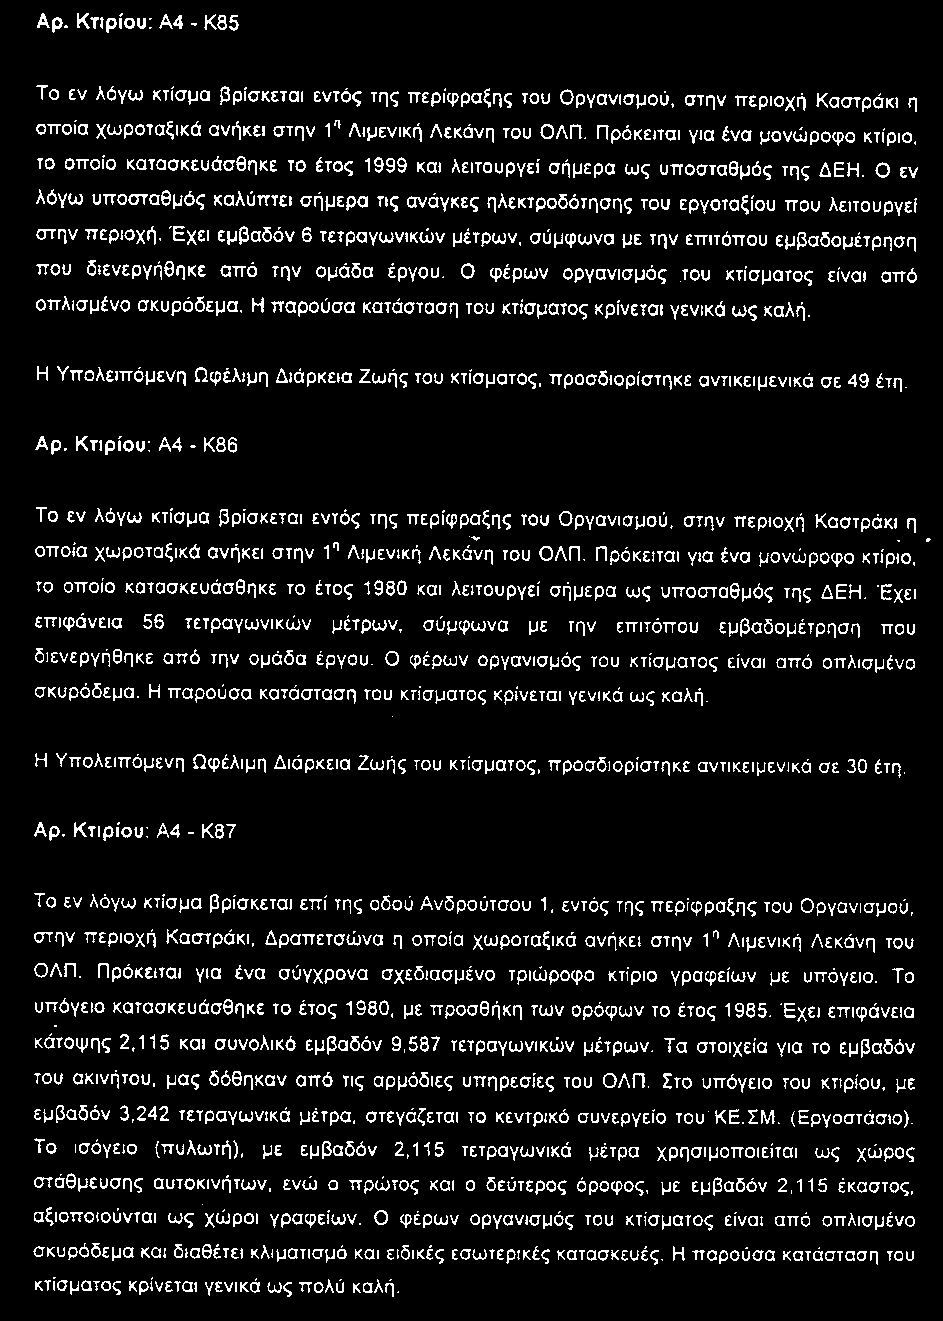 Αρ. Κτιρίου: Α4 - Κ85
Το εν λόγω κτίσμα βρίσκεται εντός της περίφραξης του Οργανισμού, στην περιοχή Καστράκι η
οποία χωροταξικά ανήκει στην 1η Λιμενική Λεκάνη του ΟΛΠ. Πρόκειται για ένα μονώροφο κτίριο,
το οποίο κατασκευάσθηκε το έτος 1999 και λειτουργεί σήμερα ως υποσταθμός της ΔΕΗ. Ο εν
λόγω υποσταθμός καλύπτει σήμερα τις ανάγκες ηλεκτροδότησης του εργοταξίου που λειτουργεί
στην περιοχή. Έχει εμβαδόν 6 τετραγωνικών μέτρων, σύμφωνα με την επιτόπου εμβαδομέτρηση
που διενεργήθηκε από την ομάδα έργου. Ο φέρων οργανισμός του κτίσματος είναι από
οπλισμένο σκυρόδεμα. Η παρούσα κατάσταση του κτίσματος κρίνεται γενικά ως καλή.
Η Υπολειπόμενη Ωφέλιμη Διάρκεια Ζωής του κτίσματος, προσδιορίστηκε αντικειμενικά σε 49 έτη.
Αρ. Κτιρίου: Α4 - Κ86
Το εν λόγω κτίσμα βρίσκεται εντός της περίφραξης του Οργανισμού, στην περιοχή Καστράκι η
οποία χωροταξικά ανήκει στην 1η Λιμενική Λεκάνη του ΟΛΠ. Πρόκειται για ένα μονώροφο κτίριο,
το οποίο κατασκευάσθηκε το έτος 1980 και λειτουργεί σήμερα ως υποσταθμός της ΔΕΗ. Έχει
επιφάνεια 56 τετραγωνικών μέτρων, σύμφωνα με την επιτόπου εμβαδομέτρηση που
διενεργήθηκε από την ομάδα έργου. Ο φέρων οργανισμός του κτίσματος είναι από οπλισμένο
σκυρόδεμα. Η παρούσα κατάσταση του κτίσματος κρίνεται γενικά ως καλή.
Η Υπολειπόμενη Ωφέλιμη Διάρκεια Ζωής του κτίσματος, προσδιορίστηκε αντικειμενικά σε 30 έτη.
Αρ. Κτιρίου: Α4 - Κ87
Το εν λόγω κτίσμα βρίσκεται επί της οδού Ανδρούτσου 1, εντός της περίφραξης του Οργανισμού,
στην περιοχή Καστράκι, Δραπετσώνα η οποία χωροταξικά ανήκει στην 1η Λιμενική Λεκάνη του
ΟΛΠ. Πρόκειται για ένα σύγχρονα σχεδιασμένο τριώροφο κτίριο γραφείων με υπόγειο. Το
υπόγειο κατασκευάσθηκε το έτος 1980, με προσθήκη των ορόφων το έτος 1985. Έχει επιφάνεια
κάτοψης 2,115 και συνολικό εμβαδόν 9,587 τετραγωνικών μέτρων. Τα στοιχεία για το εμβαδόν
του ακινήτου, μας δόθηκαν από τις αρμόδιες υπηρεσίες του ΟΛΠ. Στο υπόγειο του κτιρίου, με
εμβαδόν 3,242 τετραγωνικά μέτρα, στεγάζεται το κεντρικό συνεργείο του ΚΕ.ΣΜ. (Εργοστάσιο).
Το ισόγειο (πυλωτή), με εμβαδόν 2,115 τετραγωνικά μέτρα χρησιμοποιείται ως χώρος
στάθμευσης αυτοκινήτων, ενώ ο πρώτος και ο δεύτερος όροφος, με εμβαδόν 2,115 έκαστος,
αξιοποιούνται ως χώροι γραφείων. Ο φέρων οργανισμός του κτίσματος είναι από οπλισμένο
σκυρόδεμα και διαθέτει κλιματισμό και ειδικές εσωτερικές κατασκευές. Η παρούσα κατάσταση του
κτίσματος κρίνεται γενικά ως πολύ καλή.